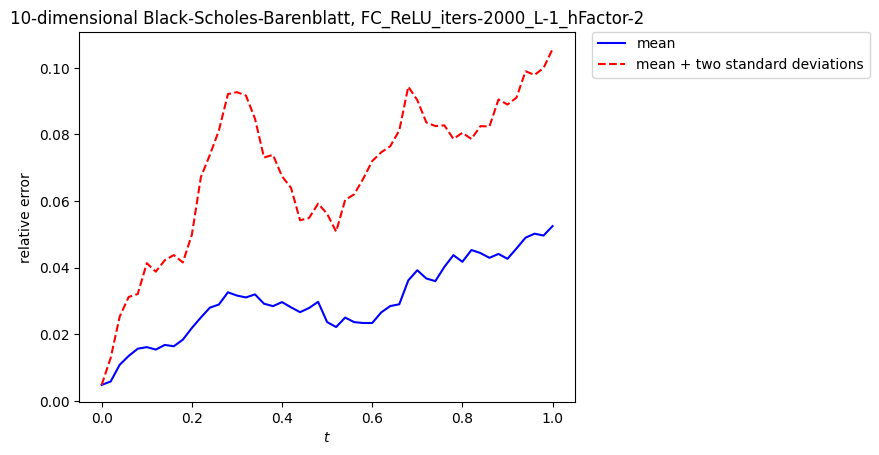 10-dimensional Black-Scholes-Barenblatt, FC_ReLU_iters-2000_L-1_hFactor-2
mean
mean + two standard deviations
relative error
0.10
0.08
0.06
0.04
0.02
0.00
0.0 0.2 0.4 0.6 0.8 1.0
t